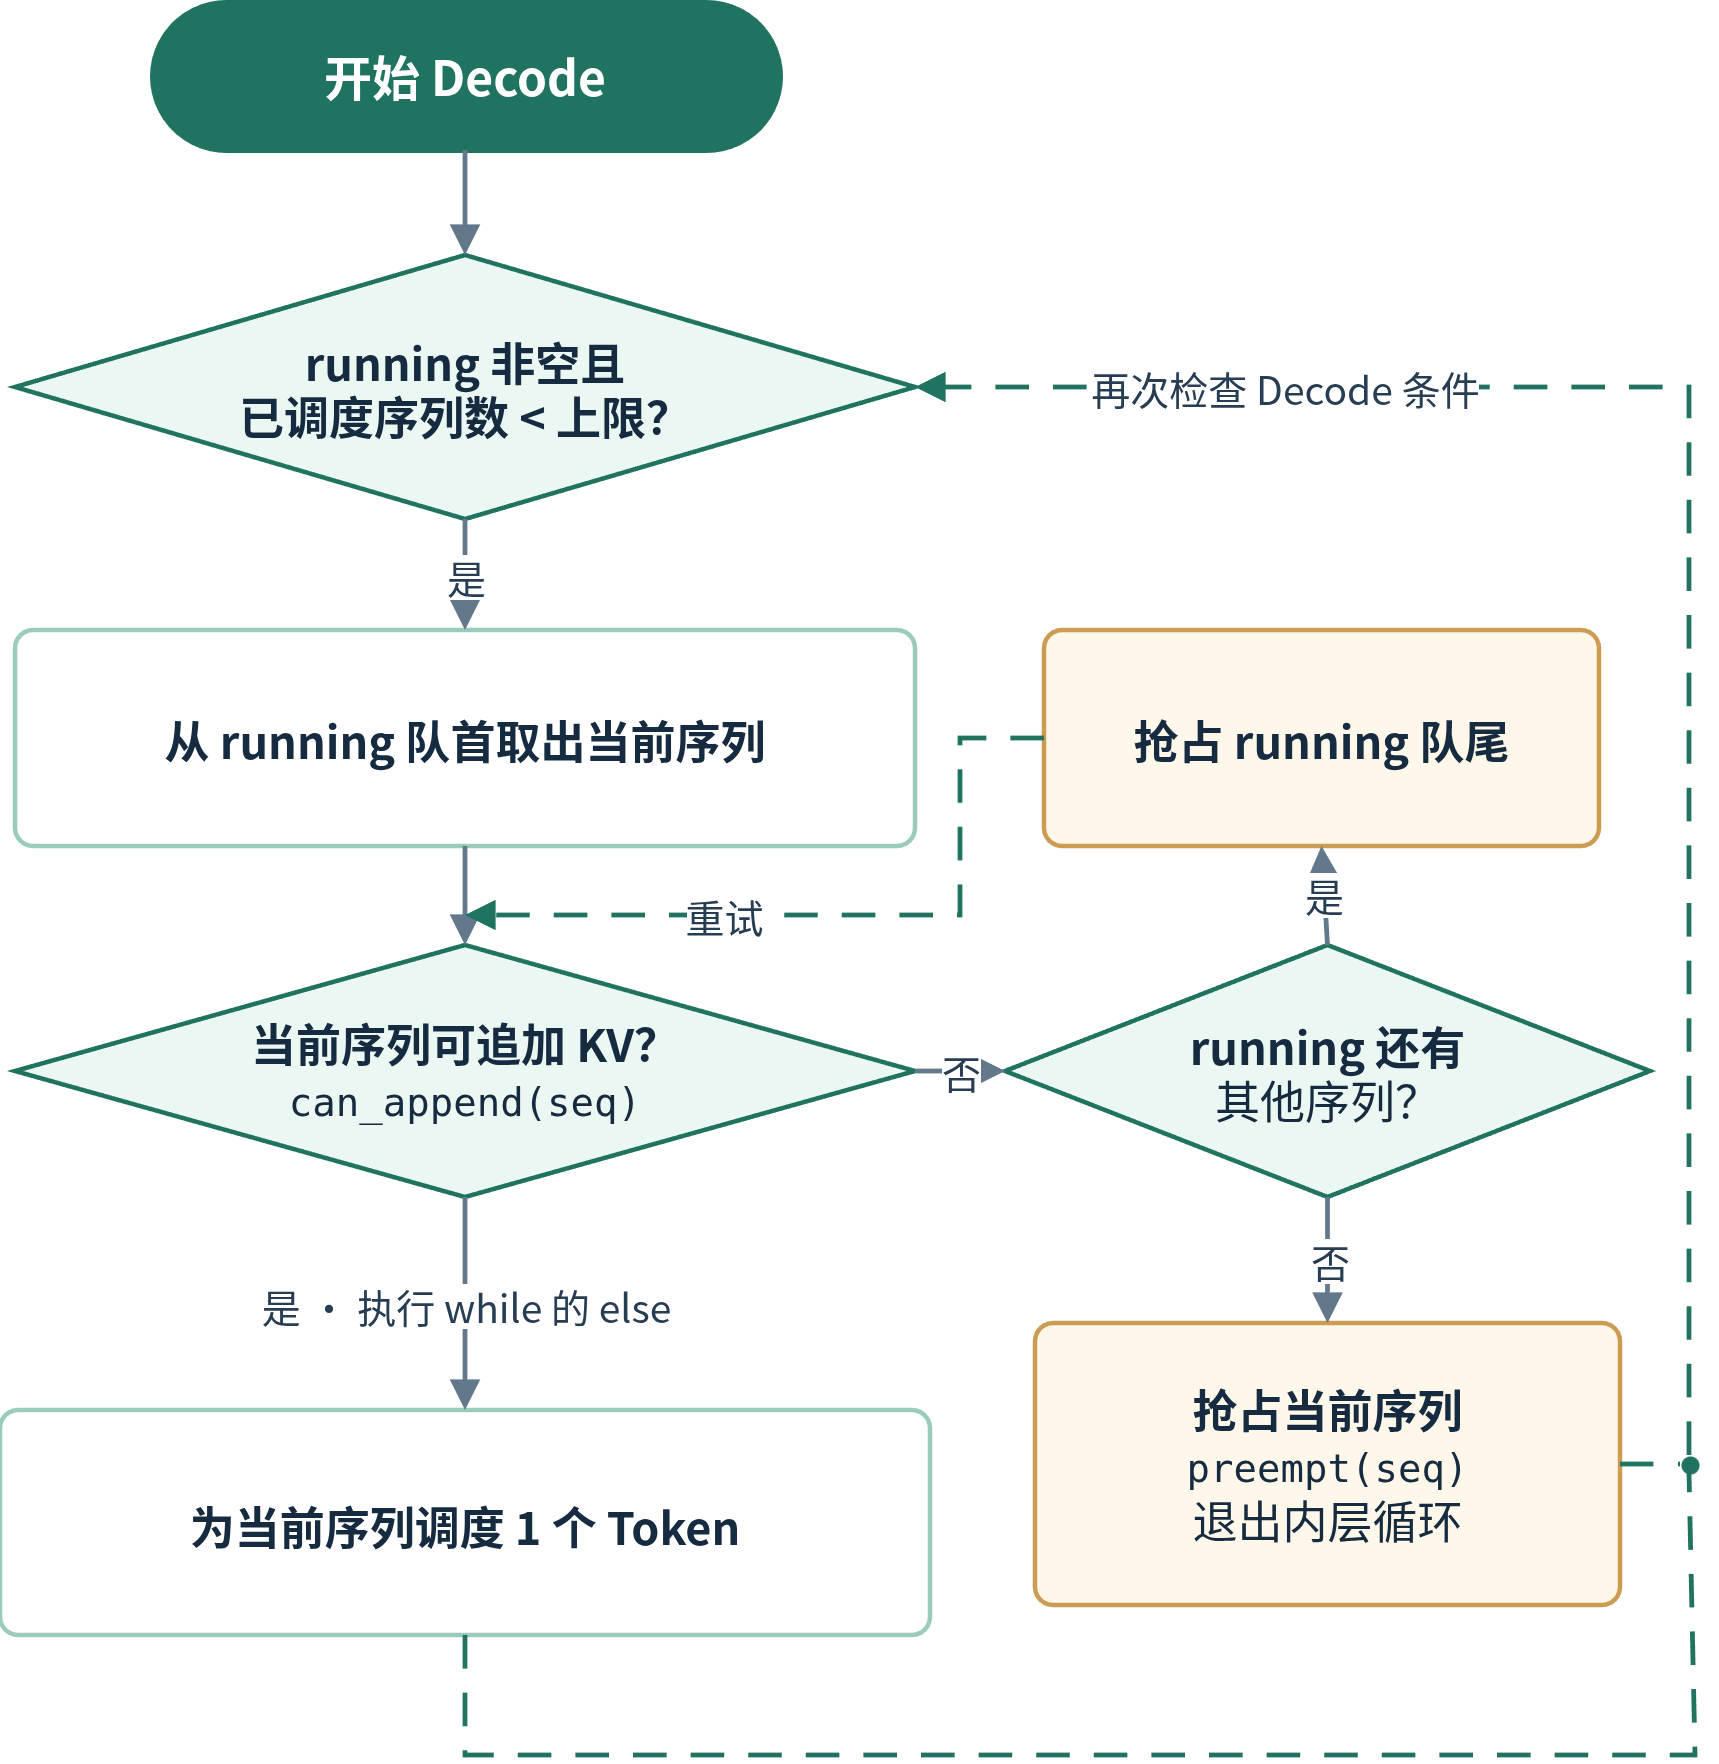 开始 Decode
running 非空且
已调度序列数 < 上限?
再次检查 Decode 条件
是
从 running 队首取出当前序列
抢占 running 队尾
重试
是
当前序列可追加 KV?
can_append(seq)
否
running 还有
其他序列?
是 · 执行 while 的 else
否
为当前序列调度 1 个 Token
抢占当前序列
preempt(seq)
退出内层循环